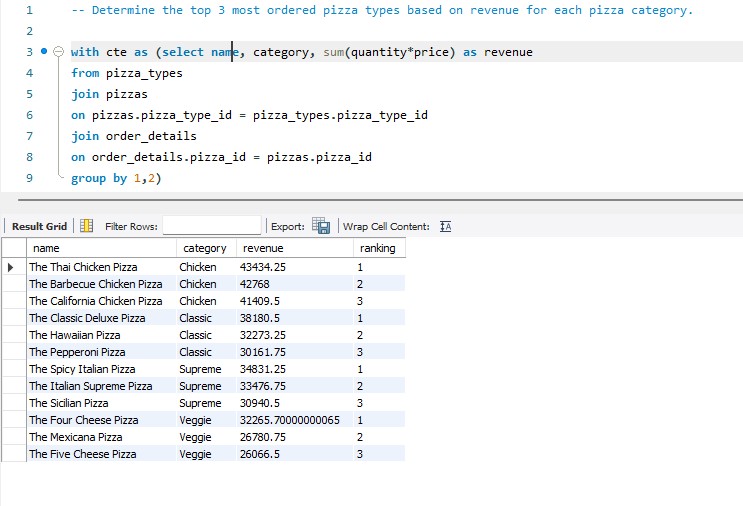 1 -- Determine the top 3 most ordered pizza types based on revenue for each pizza category.
2
3 with cte as (select name, category, sum(quantity*price) as revenue
4 from pizza_types
5 join pizzas
6 on pizzas.pizza_type_id = pizza_types.pizza_type_id
7 join order_details
8 on order_details.pizza_id = pizzas.pizza_id
9 group by 1,2)
Result Grid Filter Rows: Export: Wrap Cell Content: IA
name category revenue ranking
The Thai Chicken Pizza Chicken 43434.25 1
The Barbecue Chicken Pizza Chicken 42768 2
The California Chicken Pizza Chicken 41409.5 3
The Classic Deluxe Pizza Classic 38180.5 1
The Hawaiian Pizza Classic 32273.25 2
The Pepperoni Pizza Classic 30161.75 3
The Spicy Italian Pizza Supreme 34831.25 1
The Italian Supreme Pizza Supreme 33476.75 2
The Sicilian Pizza Supreme 30940.5 3
The Four Cheese Pizza Veggie 32265.70000000065 1
The Mexicana Pizza Veggie 26780.75 2
The Five Cheese Pizza Veggie 26066.5 3